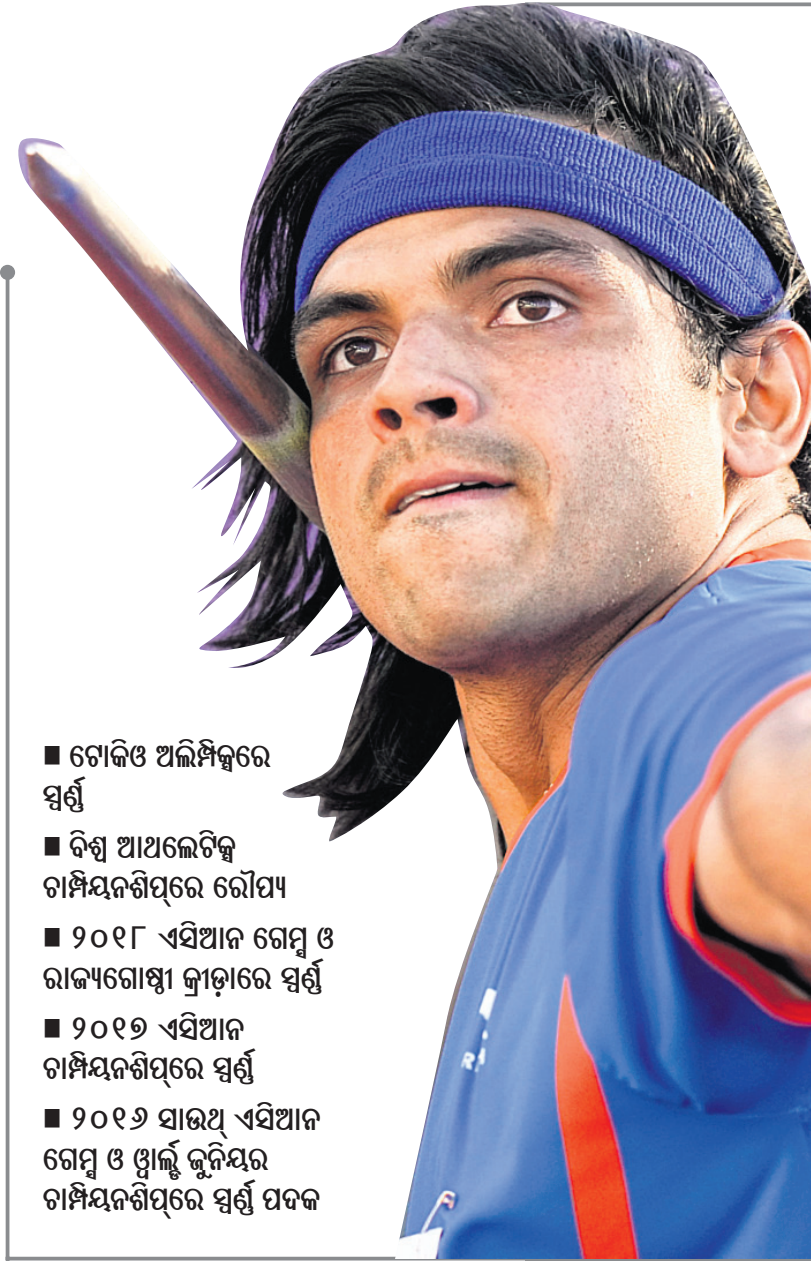 ■ ଟୋକିଓ ଅଲିମ୍ପିକ୍ସରେ
ସ୍ୱର୍ଣ୍ଣ
■ ବିଶ୍ୱ ଆଥଲେଟିକ୍ସ
ଚାମ୍ପିୟନଶିପ୍‌ରେ ରୌପ୍ୟ
■ ୨୦୧୮ ଏସିଆନ ଗେମ୍ସ ଓ
ରାଜ୍ୟଗୋଷ୍ଠୀ କ୍ରୀଡ଼ାରେ ସ୍ୱର୍ଣ୍ଣ
■ ୨୦୧୭ ଏସିଆନ
ଚାମ୍ପିୟନଶିପ୍‌ରେ ସ୍ୱର୍ଣ୍ଣ
■ ୨୦୧୬ ସାଉଥ୍ ଏସିଆନ
ଗେମ୍ସ ଓ ୱାର୍ଲ୍ଡ ଜୁନିୟର
ଚାମ୍ପିୟନଶିପ୍‌ରେ ସ୍ୱର୍ଣ୍ଣ ପଦକ